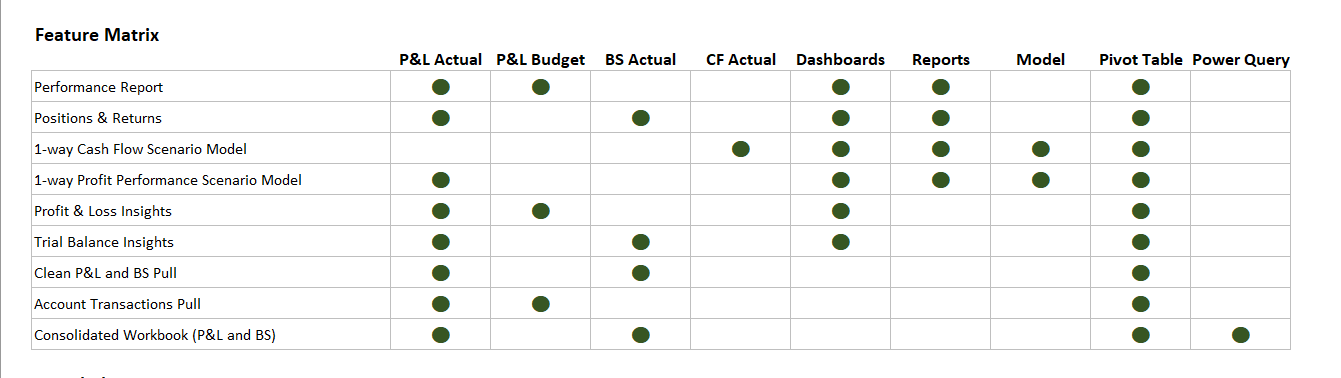 Feature Matrix
P&L Actual P&L Budget BS Actual CF Actual Dashboards Reports Model Pivot Table Power Query
Performance Report
Positions & Returns
1-way Cash Flow Scenario Model
1-way Profit Performance Scenario Model
Profit & Loss Insights
Trial Balance Insights
Clean P&L and BS Pull
Account Transactions Pull
Consolidated Workbook (P&L and BS)